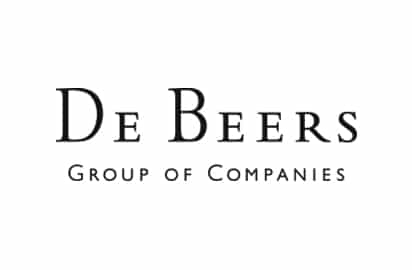 De Beers
Group of Companies